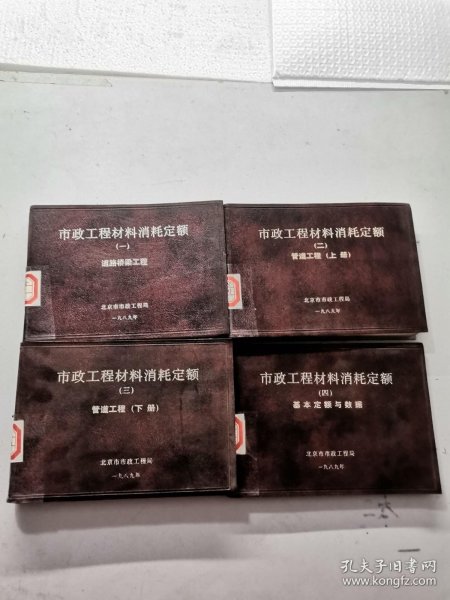 市政工程材料消耗定额
(一)
道路桥梁工程
北京市市政工程局
一九八九年
市政工程材料消耗定额
(二)
管道工程(上册)
北京市市政工程局
一九八九年
市政工程材料消耗定额
(三)
管道工程(下册)
北京市市政工程局
一九八九年
市政工程材料消耗定额
(四)
基本定额与数据
北京市市政工程局
一九八九年
孔夫子旧书网
www.kongfz.com